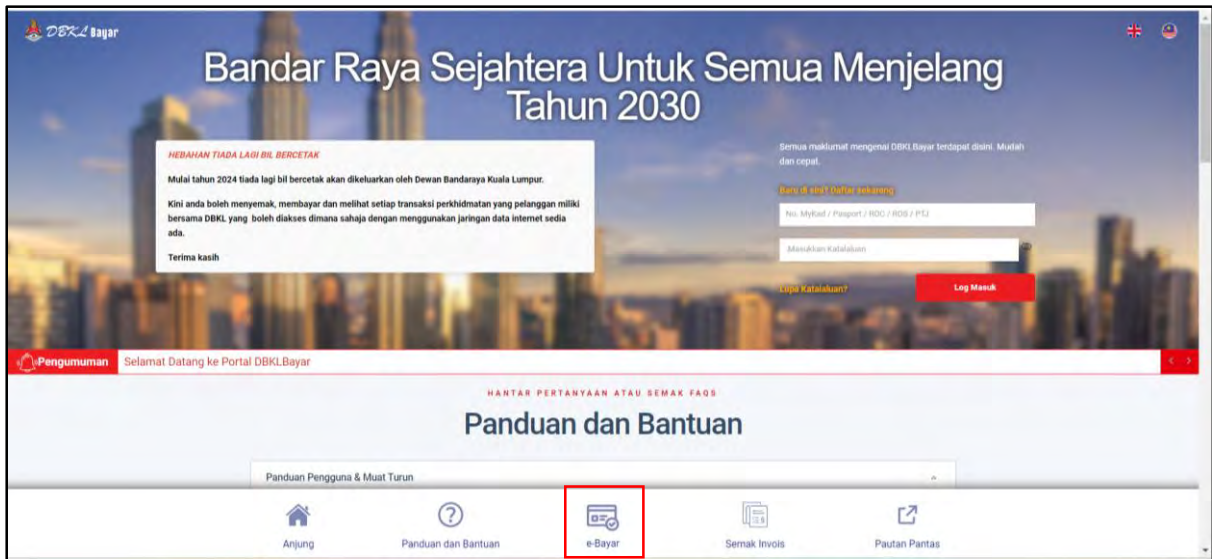 DBKL Bayar
Bandar Raya Sejahtera Untuk Semua Menjelang
Tahun 2030
HEBAHAN TIADA LAGI BIL BERCETAK
Mulai tahun 2024 tiada lagi bil bercetak akan dikeluarkan oleh Dewan Bandaraya Kuala Lumpur.
Kini anda boleh menyemak, membayar dan melihat setiap transaksi perkhidmatan yang pelanggan miliki
bersama DBKL yang boleh diakses dimana sahaja dengan menggunakan jaringan data internet sedia
ada.
Terima kasih
Semua maklumat mengenai DBKLBayar terdapat disini. Mudah
dan cepat.
Baru di sini? Daftar sekarang
No. MyKad / Pasport / ROC / ROS / PTJ
Masukkan Katalaluan
Lupa Katalaluan?
Log Masuk
Pengumuman
Selamat Datang ke Portal DBKLBayar
HANTAR PERTANYAAN ATAU SEMAK FAQS
Panduan dan Bantuan
Panduan Pengguna & Muat Turun
Anjung
Panduan dan Bantuan
e-Bayar
Semak Invois
Pautan Pantas